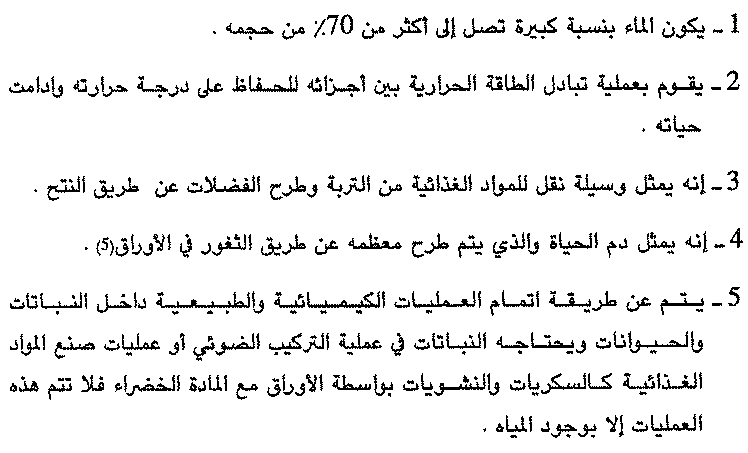 1 ـ يكون الماء بنسبة كبيرة تصل إلى أكثر من 70٪ من حجمه .
2 ـ يقوم بعملية تبادل الطاقة الحرارية بين أجزائه للحفاظ على درجة حرارته وادامت
حياته .
3 ـ إنه يمثل وسيلة نقل للمواد الغذائية من التربة وطرح الفضلات عن طريق النتح .
4 ـ إنه يمثل دم الحياة والذي يتم طرح معظمه عن طريق الثغور في الأوراق(5) .
5 ـ يتم عن طريقة اتمام العمليات الكيميائية والطبيعية داخل النباتات
والحيوانات ويحتاجه النباتات في عملية التركيب الضوئي أو عمليات صنع المواد
الغذائية كالسكريات والنشويات بواسطة الأوراق مع المادة الخضراء فلا تتم هذه
العمليات إلا بوجود المياه .